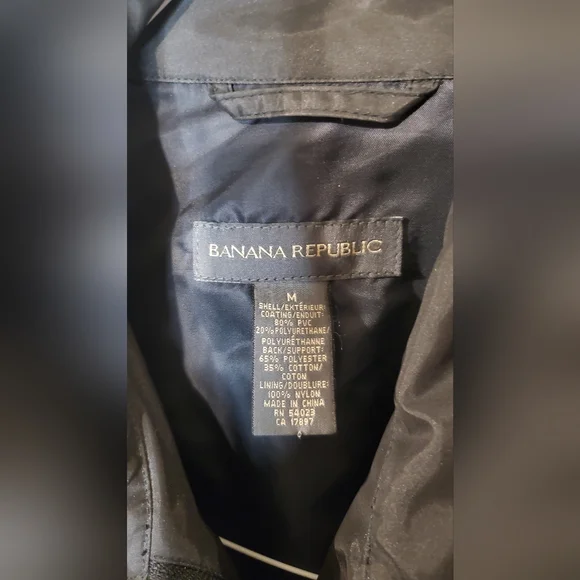 BANANA REPUBLIC
M
SHELL/EXTÉRIEUR:
COATING/ENDUIT:
80% PVC
20% POLYURETHANE/
POLYURÉTHANNE
BACK/SUPPORT:
65% POLYESTER
35% COTTON/
COTON
LINING/DOUBLURE:
100% NYLON
MADE IN CHINA
RN 54023
CA 17897